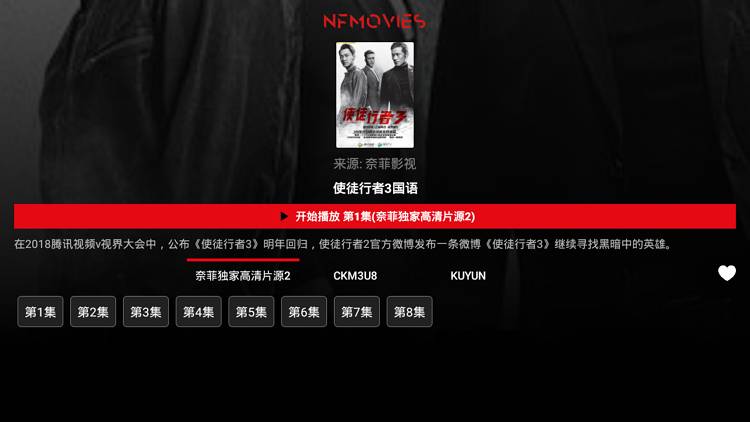 NFMOVIES
使徒行者3
来源: 奈菲影视
使徒行者3国语
开始播放 第1集(奈菲独家高清片源2)
在2018腾讯视频v视界大会中，公布《使徒行者3》明年回归，使徒行者2官方微博发布一条微博《使徒行者3》继续寻找黑暗中的英雄。
奈菲独家高清片源2 CKM3U8 KUYUN
第1集 第2集 第3集 第4集 第5集 第6集 第7集 第8集